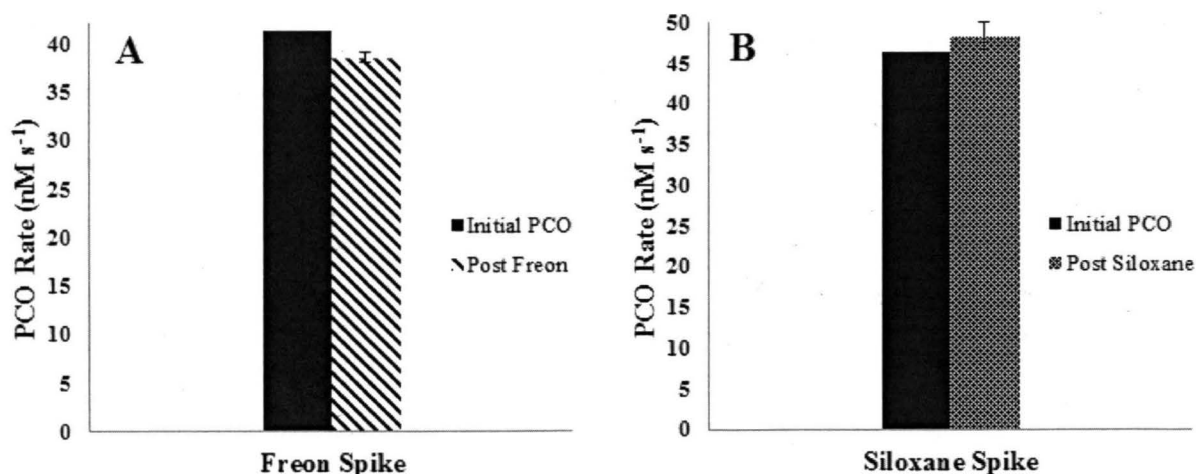 A
PCO Rate (nM s⁻¹)
40
35
30
25
20
15
10
5
0
Initial PCO
Post Freon
Freon Spike
B
PCO Rate (nM s⁻¹)
50
45
40
35
30
25
20
15
10
5
0
Initial PCO
Post Siloxane
Siloxane Spike